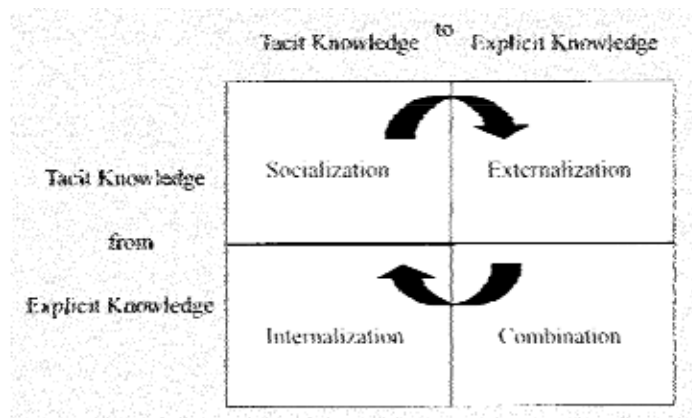 to
Tacit Knowledge Explicit Knowledge
Socialization Externalization
Tacit Knowledge
from
Explicit Knowledge
Internalization Combination